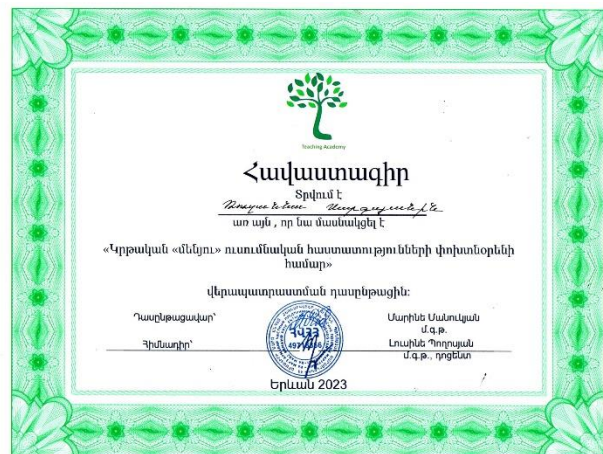 Teaching Academy
Հավաստագիր
Տրվում է
առ այն , որ նա մասնակցել է
«Կրթական «մենյու» ուսումնական հաստատությունների փոխտնօրենի
համար»
վերապատրաստման դասընթացին:
Դասընթացավար՝ Մարինե Մանուկյան
մ.գ.թ.
Հիմնադիր՝ Լուսինե Պողոսյան
մ.գ.թ., դոցենտ
Երևան 2023